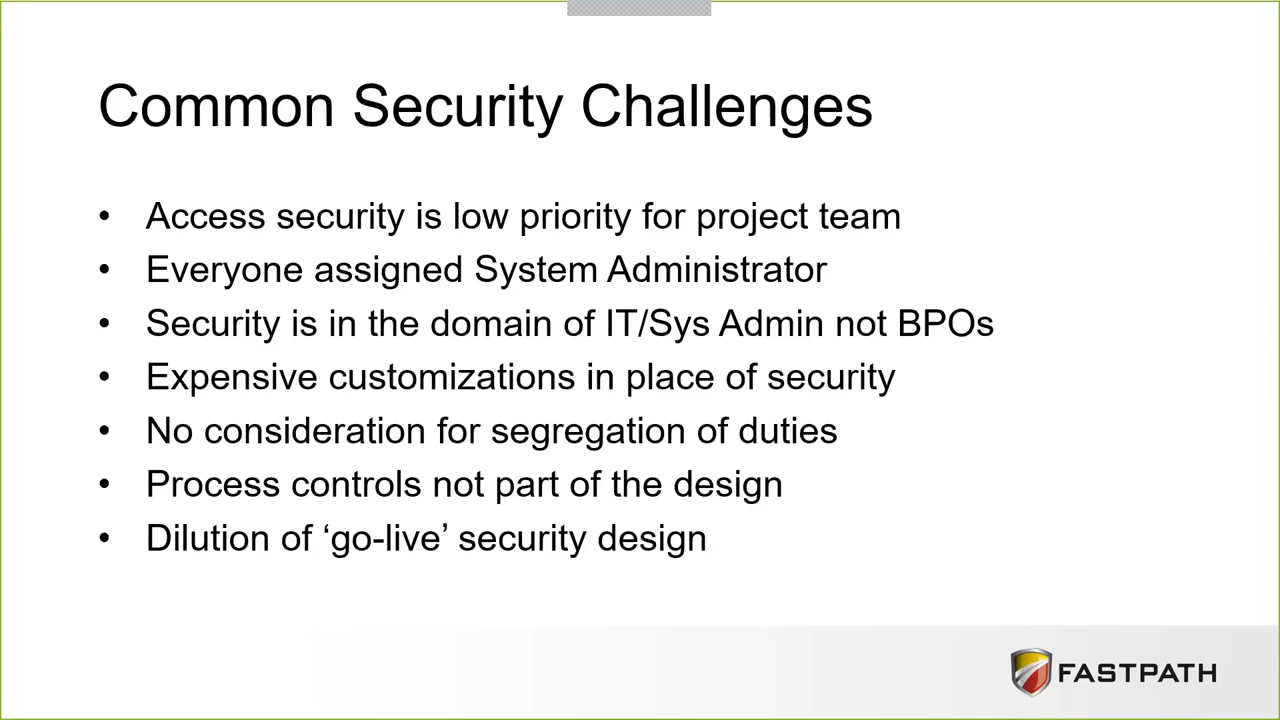 Common Security Challenges
• Access security is low priority for project team
• Everyone assigned System Administrator
• Security is in the domain of IT/Sys Admin not BPOs
• Expensive customizations in place of security
• No consideration for segregation of duties
• Process controls not part of the design
• Dilution of ‘go-live’ security design
FASTPATH